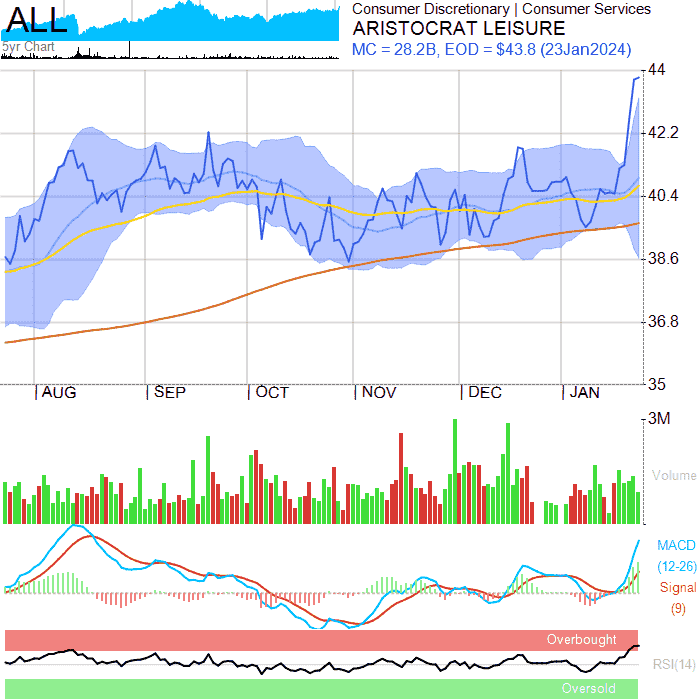 ALL
5yr Chart
Consumer Discretionary | Consumer Services
ARISTOCRAT LEISURE
MC = 28.2B, EOD = $43.8 (23Jan2024)
44
42.2
40.4
38.6
36.8
35
|AUG |SEP |OCT |NOV |DEC |JAN
3M
Volume
MACD
(12-26)
Signal
(9)
Overbought
RSI(14)
Oversold